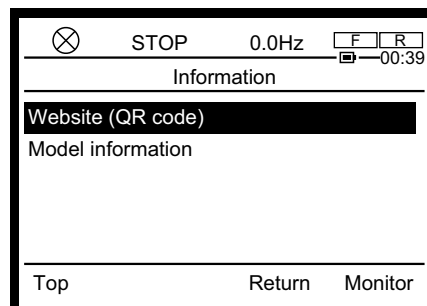 STOP 0.0Hz F R
00:39
Information
Website (QR code)
Model information
Top Return Monitor